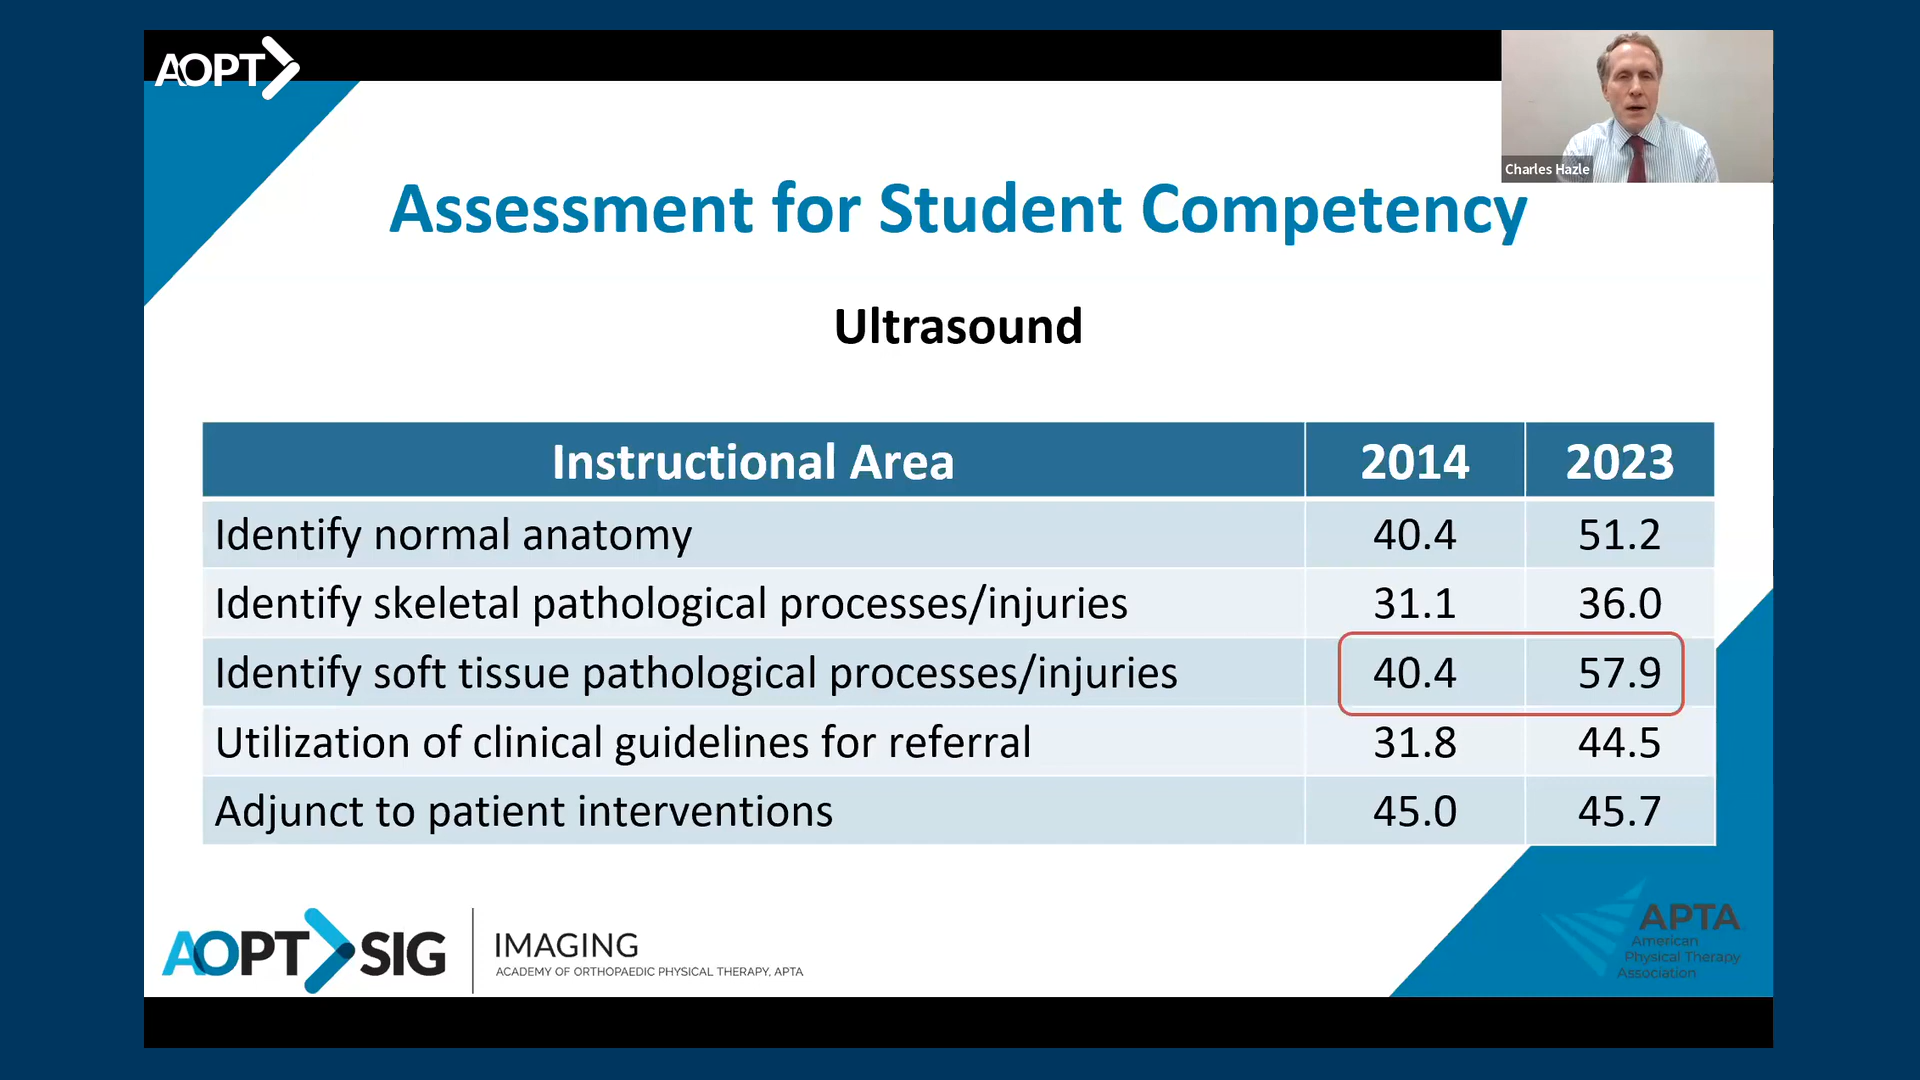 AOPT
Charles Hazle
Assessment for Student Competency
Ultrasound
Instructional Area 2014 2023
Identify normal anatomy 40.4 51.2
Identify skeletal pathological processes/injuries 31.1 36.0
Identify soft tissue pathological processes/injuries 40.4 57.9
Utilization of clinical guidelines for referral 31.8 44.5
Adjunct to patient interventions 45.0 45.7
AOPT SIG
IMAGING
ACADEMY OF ORTHOPAEDIC PHYSICAL THERAPY, APTA
APTA
American
Physical Therapy
Association